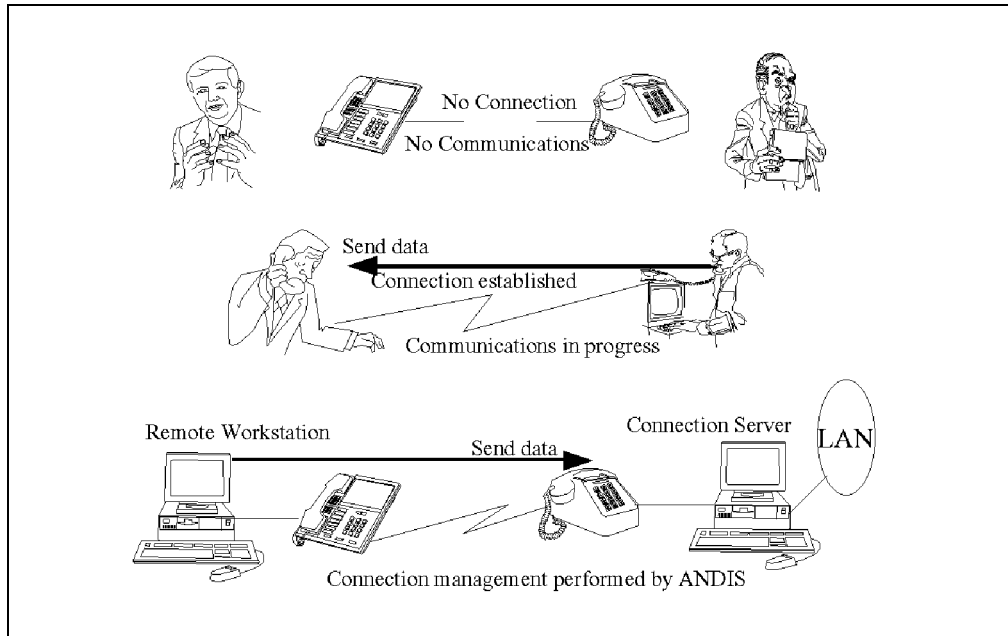 No Connection
No Communications
Send data
Connection established
Communications in progress
Remote Workstation
Connection Server
Send data
LAN
Connection management performed by ANDIS